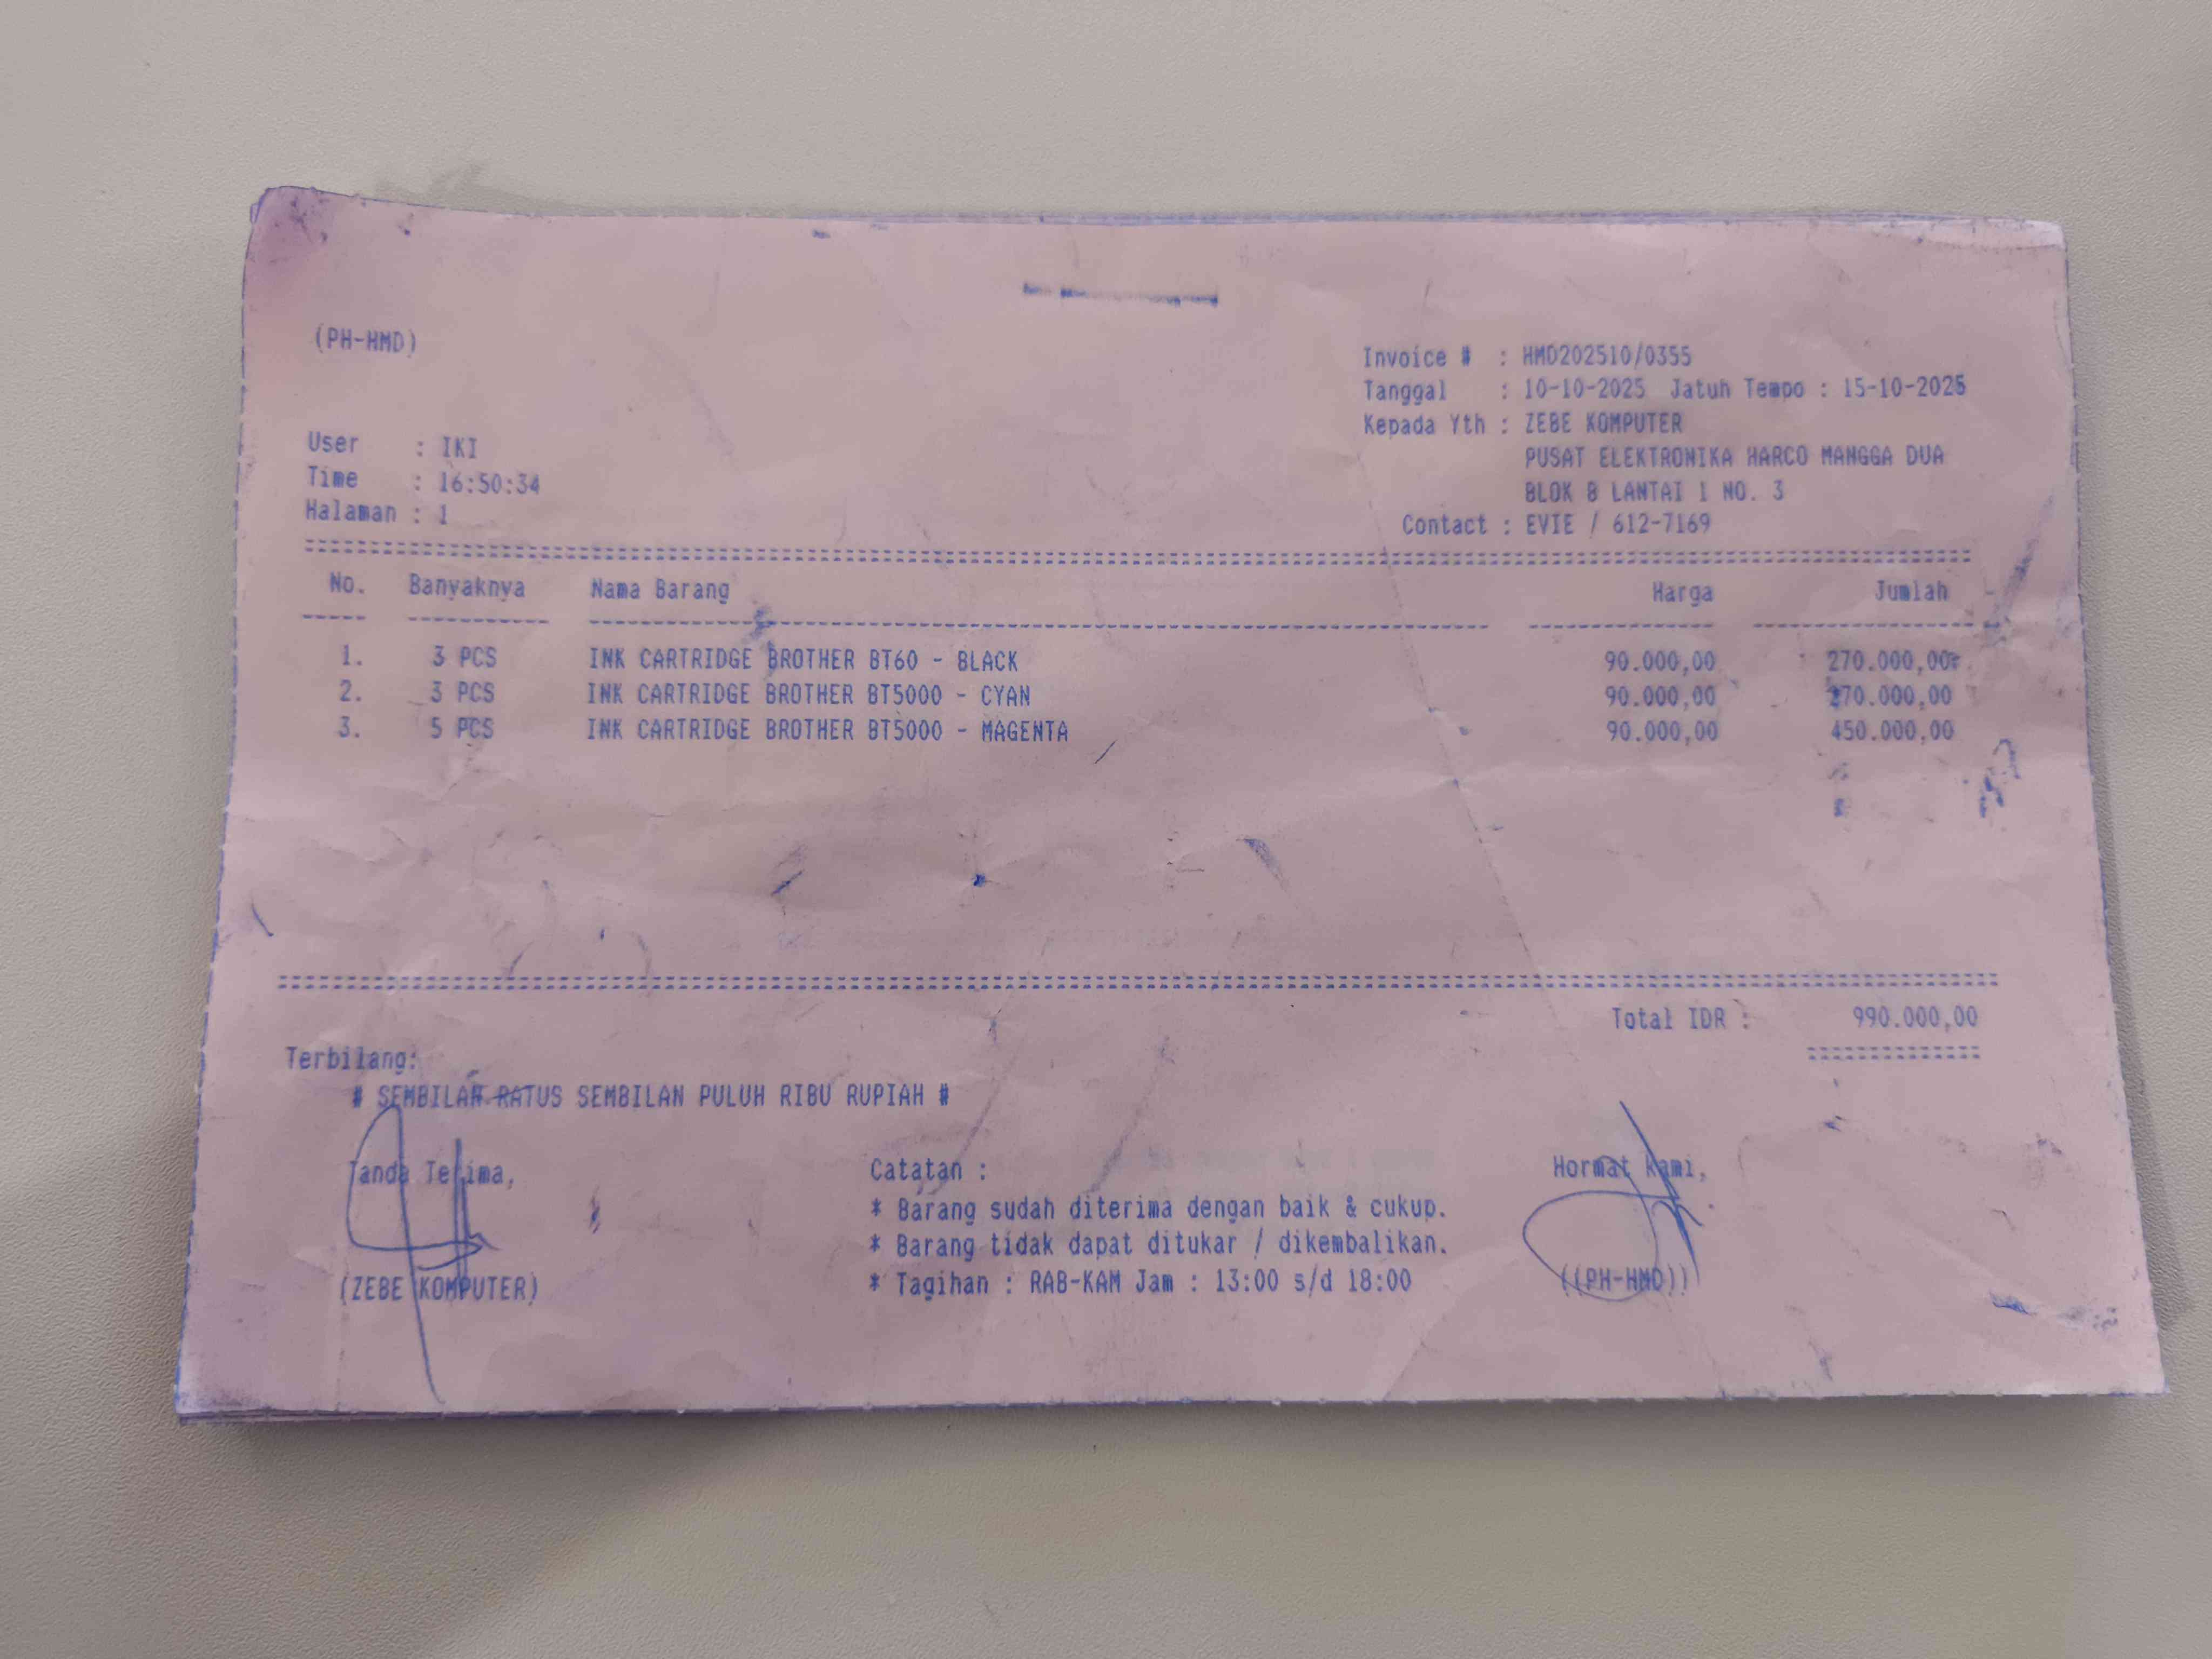 (PH-HMD)
Invoice # : HMD202510/0355
Tanggal : 10-10-2025 Jatuh Tempo : 15-10-2025
Kepada Yth : ZEBE KOMPUTER
PUSAT ELEKTRONIKA HARCO MANGGA DUA
BLOK B LANTAI 1 NO. 3
Contact : EVIE / 612-7169
User : IKI
Time : 16:50:34
Halaman : 1
No. Banyaknya Nama Barang Harga Jumlah
1. 3 PCS INK CARTRIDGE BROTHER BT60 - BLACK 90.000,00 270.000,00
2. 3 PCS INK CARTRIDGE BROTHER BT5000 - CYAN 90.000,00 270.000,00
3. 5 PCS INK CARTRIDGE BROTHER BT5000 - MAGENTA 90.000,00 450.000,00
Total IDR : 990.000,00
Terbilang:
# SEMBILAN RATUS SEMBILAN PULUH RIBU RUPIAH #
Tanda Terima,
(ZEBE KOMPUTER)
Catatan :
* Barang sudah diterima dengan baik & cukup.
* Barang tidak dapat ditukar / dikembalikan.
* Tagihan : RAB-KAM Jam : 13:00 s/d 18:00
Hormat kami,
((PH-HMD))